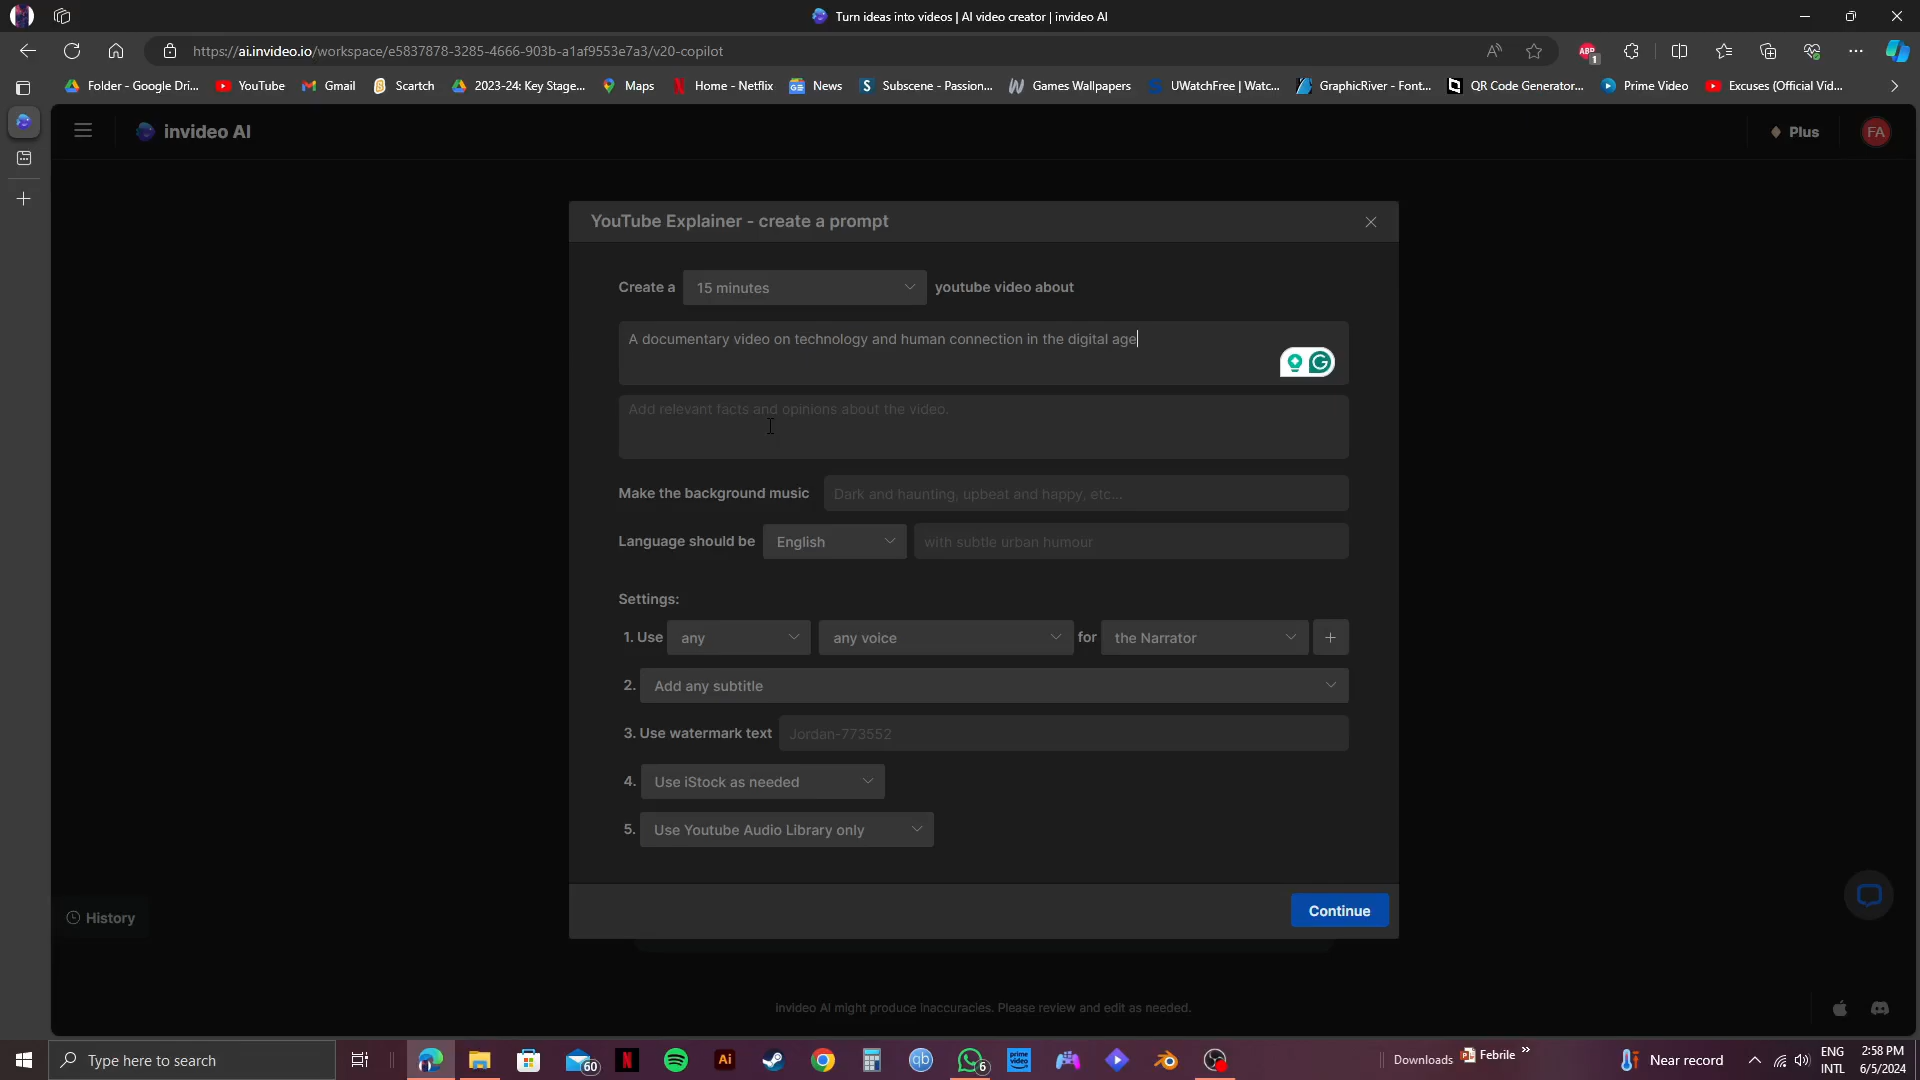 Turn ideas into videos | AI video creator | invideo AI
https://ai.invideo.io/workspace/e5837878-3285-4666-903b-a1af9553e7a3/v20-copilot
ABP
1
Folder - Google Dri...
YouTube
Gmail
Scartch
2023-24: Key Stage...
Maps
Home - Netflix
News
Subscene - Passion...
Games Wallpapers
UWatchFree | Watc...
GraphicRiver - Font...
QR Code Generator...
Prime Video
Excuses (Official Vid...
invideo AI
Plus
FA
YouTube Explainer - create a prompt
Create a 15 minutes youtube video about
A documentary video on technology and human connection in the digital age
Add relevant facts and opinions about the video.
Make the background music Dark and haunting, upbeat and happy, etc...
Language should be English with subtle urban humour
Settings:
1. Use any any voice for the Narrator +
2. Add any subtitle
3. Use watermark text Jordan-773552
4. Use iStock as needed
5. Use Youtube Audio Library only
History
Continue
invideo AI might produce inaccuracies. Please review and edit as needed.
Type here to search
60
N
Ai
qb
6
prime video
Downloads
Febrile
Near record
ENG
INTL
2:58 PM
6/5/2024